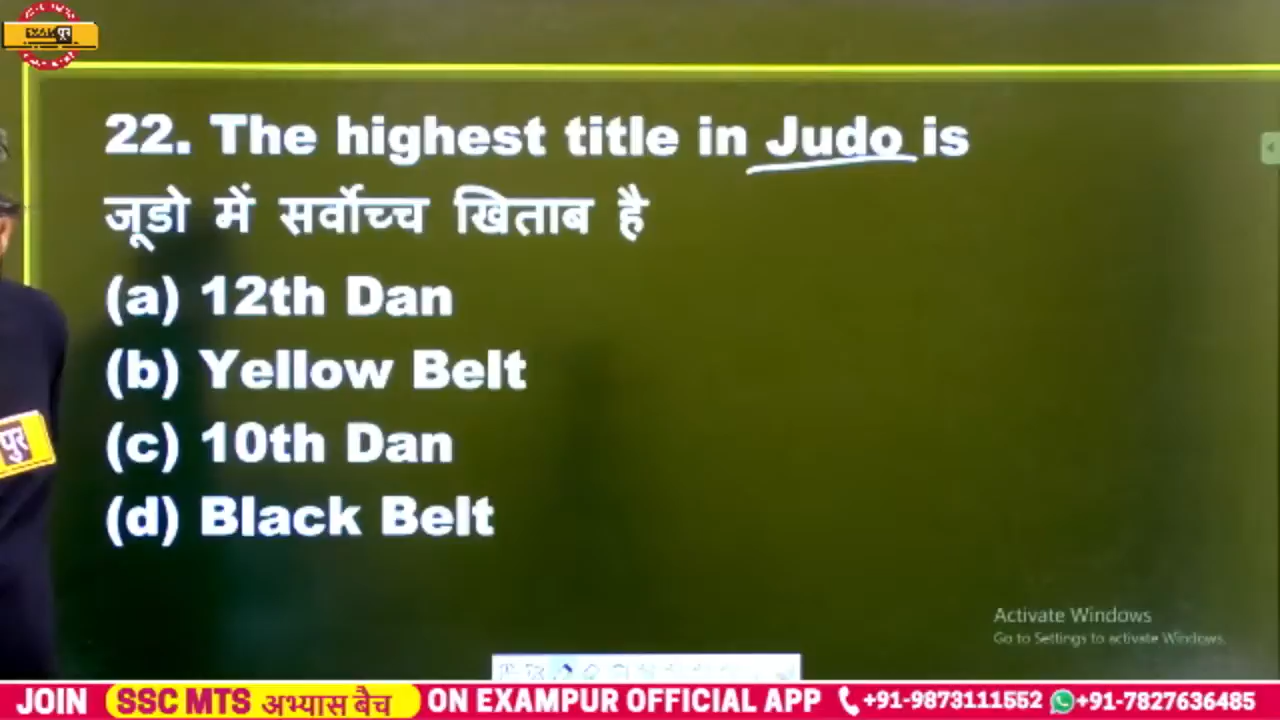 EXAMपुर
22. The highest title in Judo is
जूडो में सर्वोच्च खिताब है
(a) 12th Dan
(b) Yellow Belt
(c) 10th Dan
(d) Black Belt
पुर
Activate Windows
Go to Settings to activate Windows.
JOIN SSC MTS अभ्यास बैच ON EXAMPUR OFFICIAL APP +91-9873111552 +91-7827636485